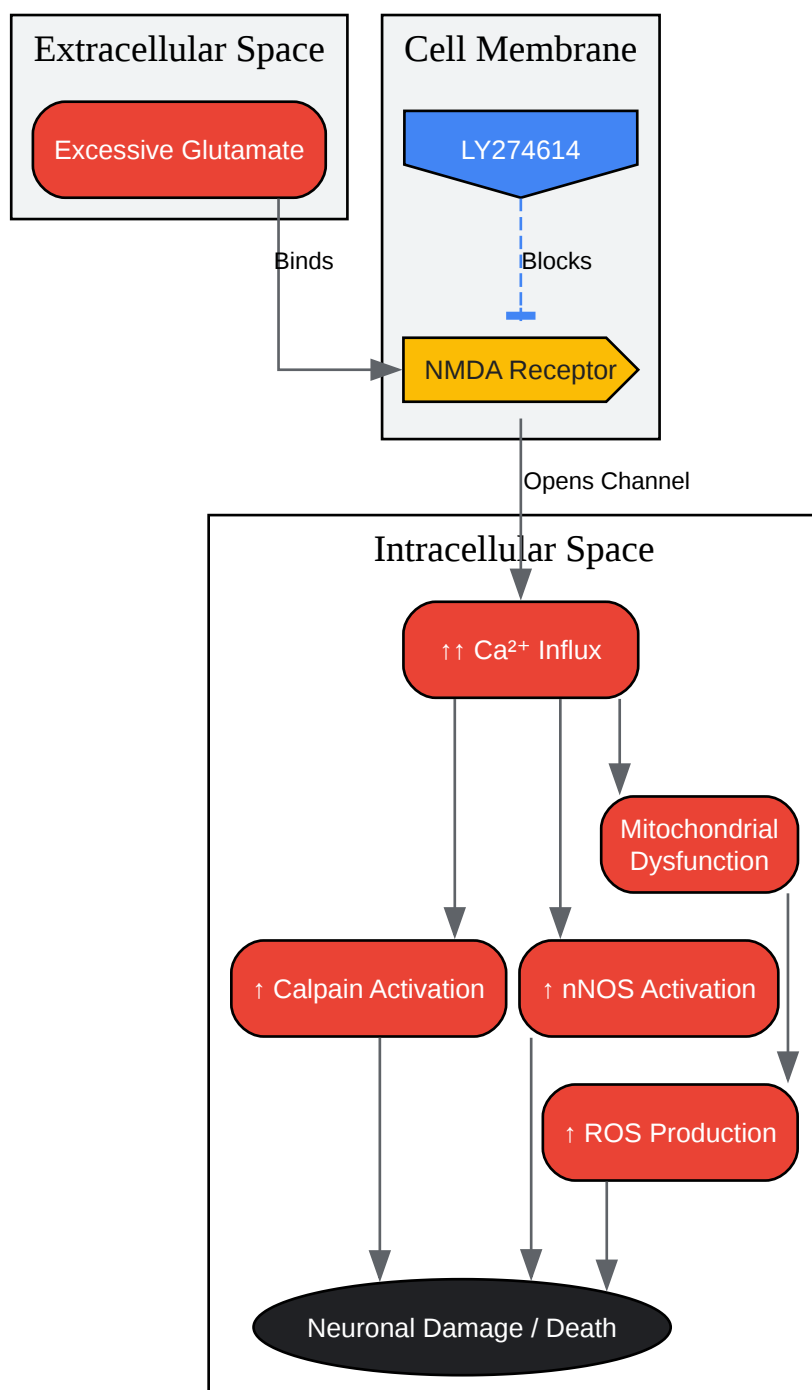 Extracellular Space
Cell Membrane
Excessive Glutamate
LY274614
Binds
Blocks
NMDA Receptor
Opens Channel
Intracellular Space
↑↑ Ca²⁺ Influx
Mitochondrial
Dysfunction
↑ Calpain Activation
↑ nNOS Activation
↑ ROS Production
Neuronal Damage / Death